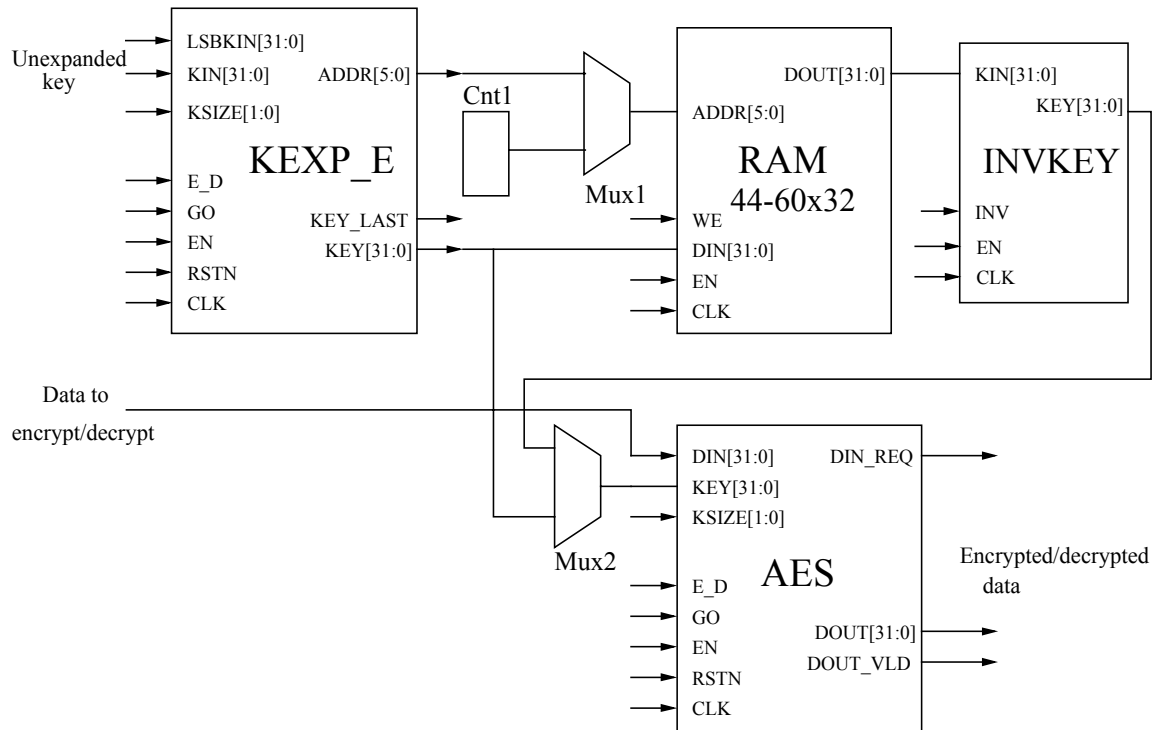 Unexpanded
key
LSBKIN[31:0]
KIN[31:0]
KSIZE[1:0]
ADDR[5:0]
KEXP_E
E_D
GO
EN
RSTN
CLK
KEY_LAST
KEY[31:0]
Cnt1
Mux1
DOUT[31:0]
ADDR[5:0]
RAM
44-60x32
WE
DIN[31:0]
EN
CLK
KIN[31:0]
KEY[31:0]
INVKEY
INV
EN
CLK
Data to
encrypt/decrypt
Mux2
DIN[31:0]
DIN_REQ
KEY[31:0]
KSIZE[1:0]
AES
E_D
GO
EN
RSTN
CLK
DOUT[31:0]
DOUT_VLD
Encrypted/decrypted
data